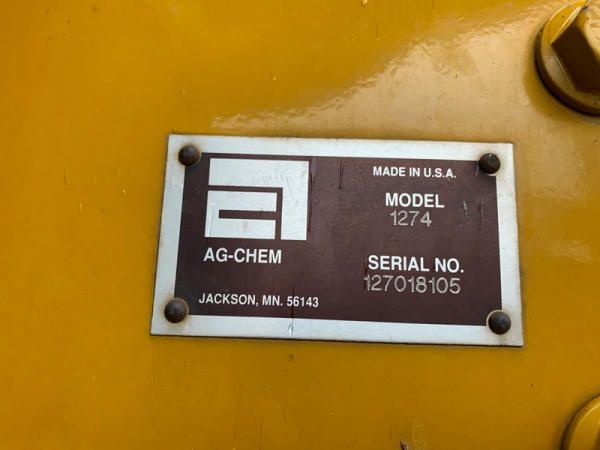 MADE IN U.S.A.
MODEL
1274
AG-CHEM
SERIAL NO.
127018105
JACKSON, MN. 56143